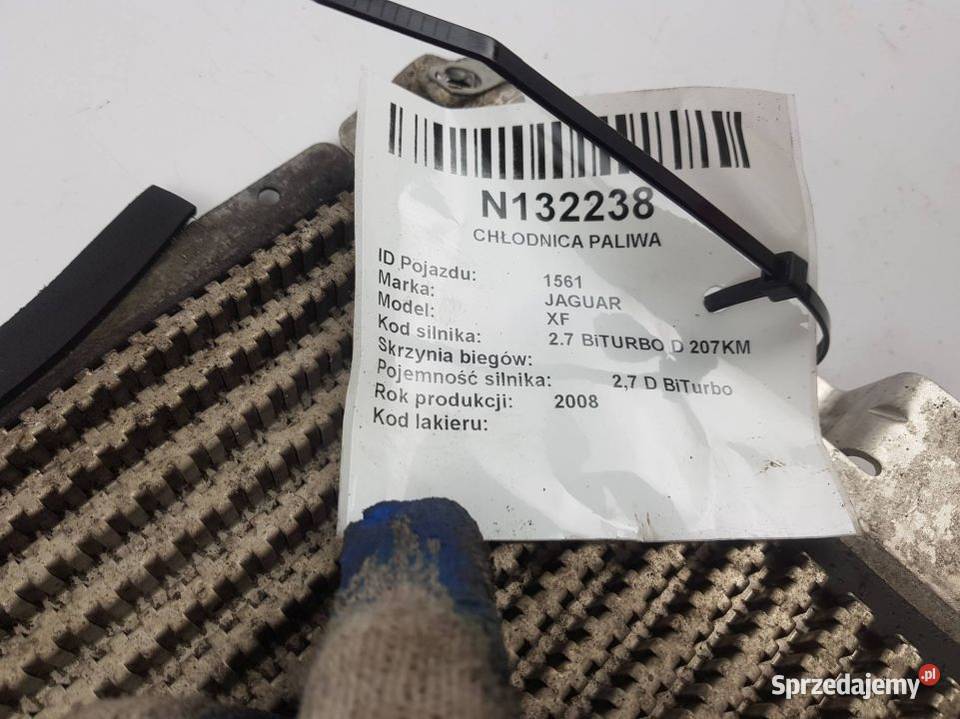 N132238
CHŁODNICA PALIWA
ID Pojazdu: 1561
Marka: JAGUAR
Model: XF
Kod silnika: 2.7 BiTURBO D 207KM
Skrzynia biegów:
Pojemność silnika: 2,7 D BiTurbo
Rok produkcji: 2008
Kod lakieru:
Sprzedajemy.pl